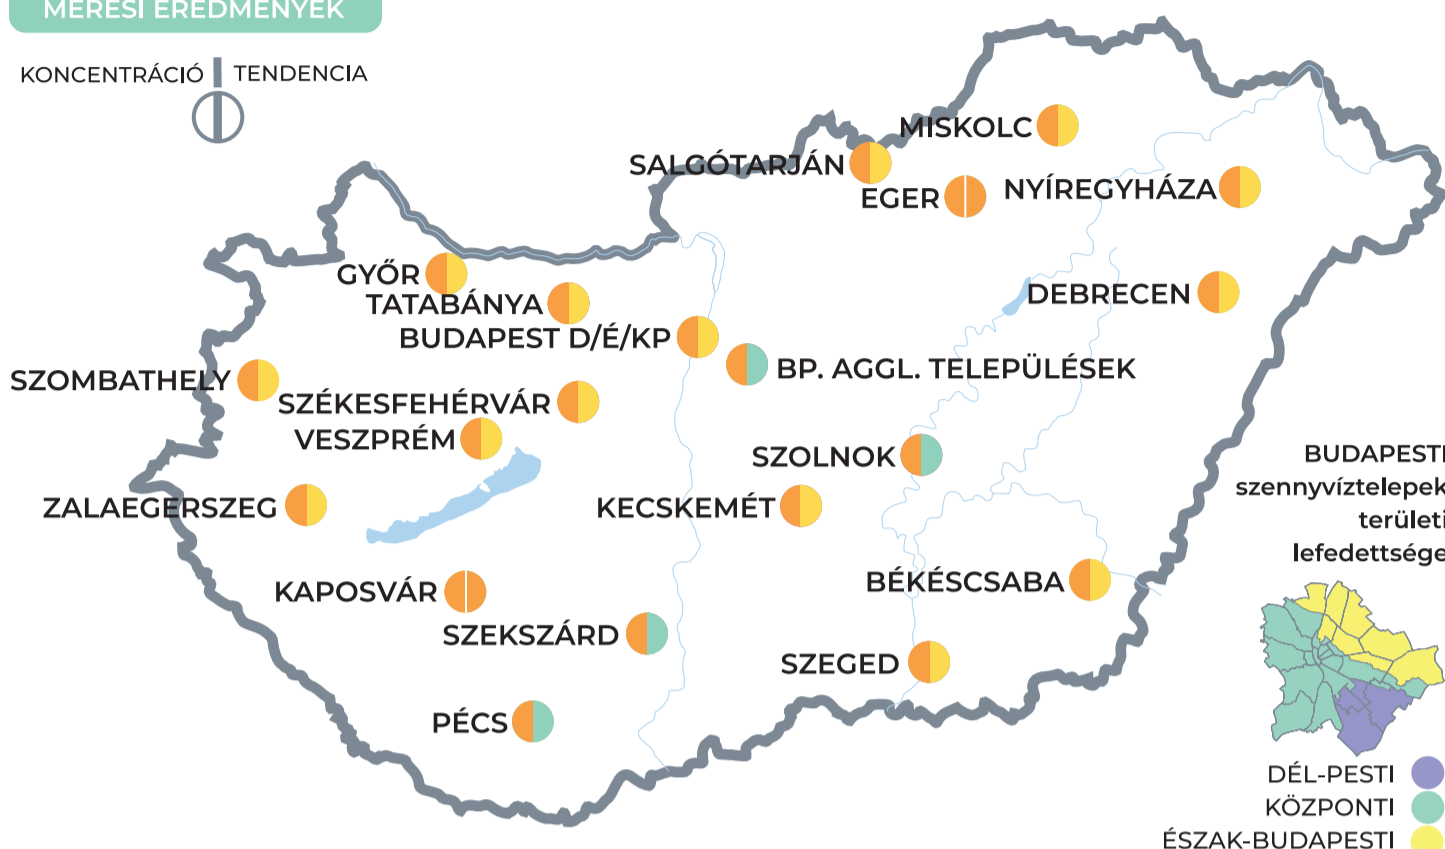 MÉRÉSI EREDMÉNYEK
KONCENTRÁCIÓ TENDENCIA
MISKOLC
SALGÓTARJÁN
EGER
NYÍREGYHÁZA
GYŐR
TATABÁNYA
DEBRECEN
BUDAPEST D/É/KP
BP. AGGL. TELEPÜLÉSEK
SZOMBATHELY
SZÉKESFEHÉRVÁR
VESZPRÉM
SZOLNOK
ZALAEGERSZEG
KECSKEMÉT
KAPOSVÁR
BÉKÉSCSABA
SZEKSZÁRD
SZEGED
PÉCS
BUDAPESTI
szennyvíztelepek
területi
lefedettsége
DÉL-PESTI
KÖZPONTI
ÉSZAK-BUDAPESTI